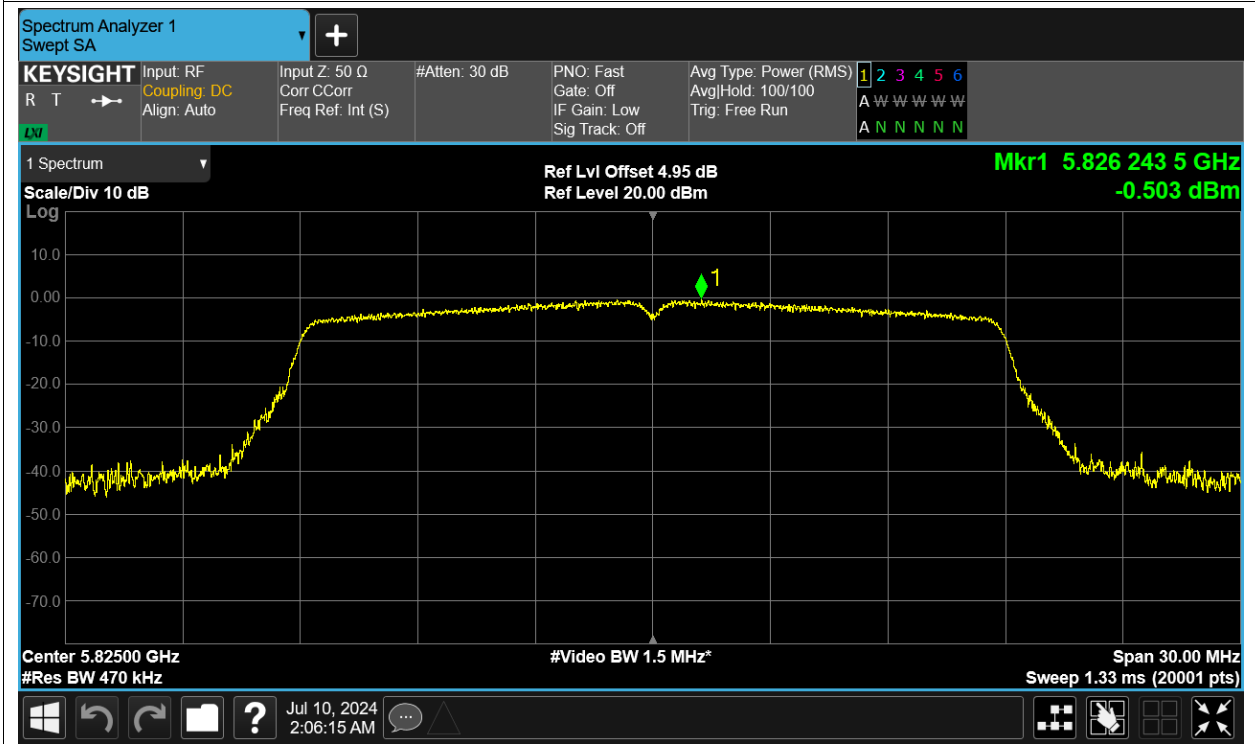 Spectrum Analyzer 1
Swept SA
KEYSIGHT
R T
LXI
Input: RF
Coupling: DC
Align: Auto
Input Z: 50 Ω
Corr CCorr
Freq Ref: Int (S)
#Atten: 30 dB
PNO: Fast
Gate: Off
IF Gain: Low
Sig Track: Off
Avg Type: Power (RMS)
Avg|Hold: 100/100
Trig: Free Run
1 2 3 4 5 6
A W W W W W
A N N N N N
1 Spectrum
Scale/Div 10 dB
Log
Ref Lvl Offset 4.95 dB
Ref Level 20.00 dBm
Mkr1 5.826 243 5 GHz
-0.503 dBm
1
10.0
0.00
-10.0
-20.0
-30.0
-40.0
-50.0
-60.0
-70.0
Center 5.82500 GHz
#Res BW 470 kHz
#Video BW 1.5 MHz*
Span 30.00 MHz
Sweep 1.33 ms (20001 pts)
?
Jul 10, 2024
2:06:15 AM